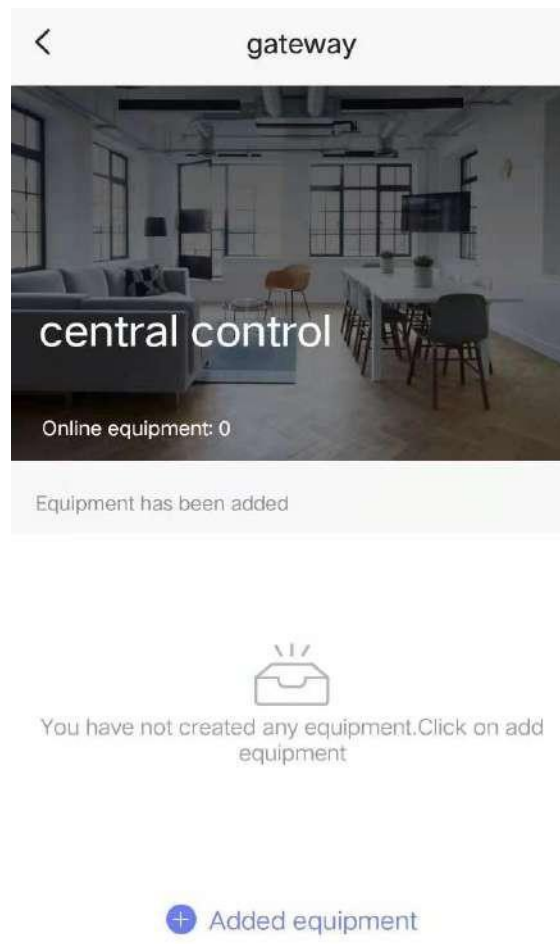 gateway
central control
Online equipment: 0
Equipment has been added
You have not created any equipment.Click on add
equipment
Added equipment